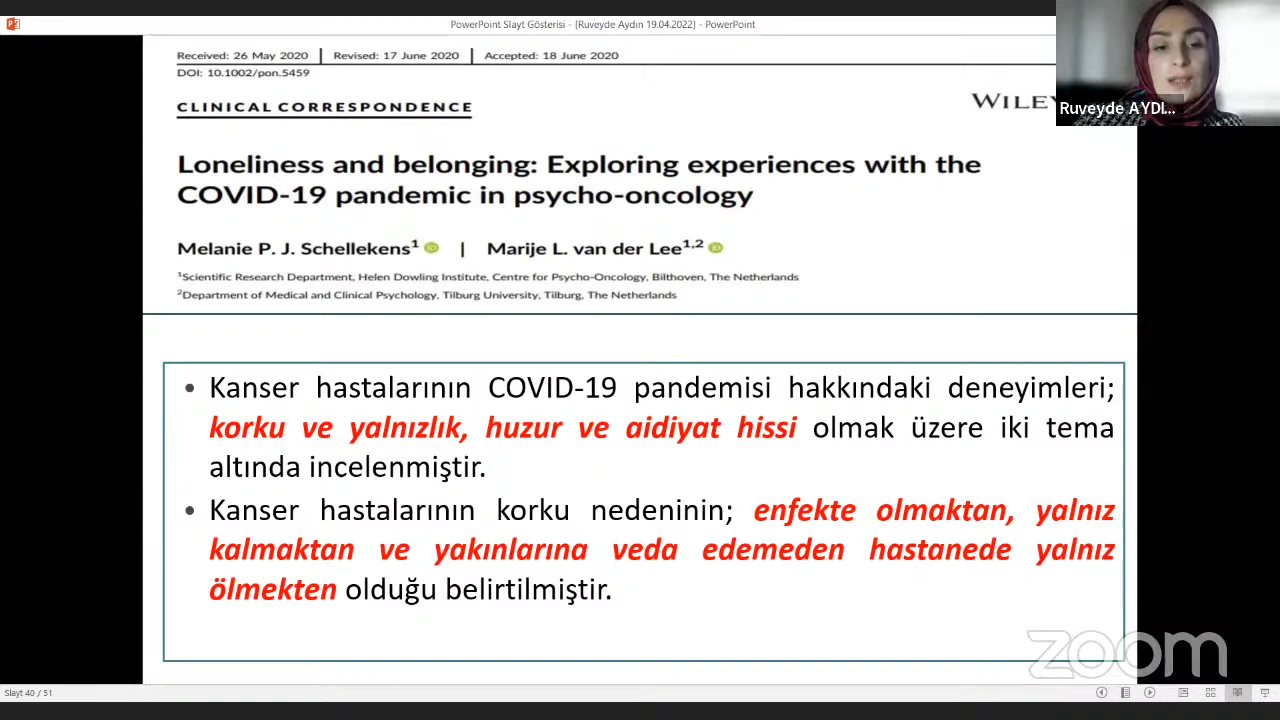 PowerPoint Slayt Gösterisi - [Ruveyde Aydın 19.04.2022] - PowerPoint
Received: 26 May 2020 | Revised: 17 June 2020 | Accepted: 18 June 2020
DOI: 10.1002/pon.5459
CLINICAL CORRESPONDENCE
WILEY
Ruveyde AYDI...
Loneliness and belonging: Exploring experiences with the
COVID-19 pandemic in psycho-oncology
Melanie P. J. Schellekens1 | Marije L. van der Lee1,2
1Scientific Research Department, Helen Dowling Institute, Centre for Psycho-Oncology, Bilthoven, The Netherlands
2Department of Medical and Clinical Psychology, Tilburg University, Tilburg, The Netherlands
• Kanser hastalarının COVID-19 pandemisi hakkındaki deneyimleri;
korku ve yalnızlık, huzur ve aidiyat hissi olmak üzere iki tema
altında incelenmiştir.
• Kanser hastalarının korku nedeninin; enfekte olmaktan, yalnız
kalmaktan ve yakınlarına veda edemeden hastanede yalnız
ölmekten olduğu belirtilmiştir.
zoom
Slayt 40 / 51